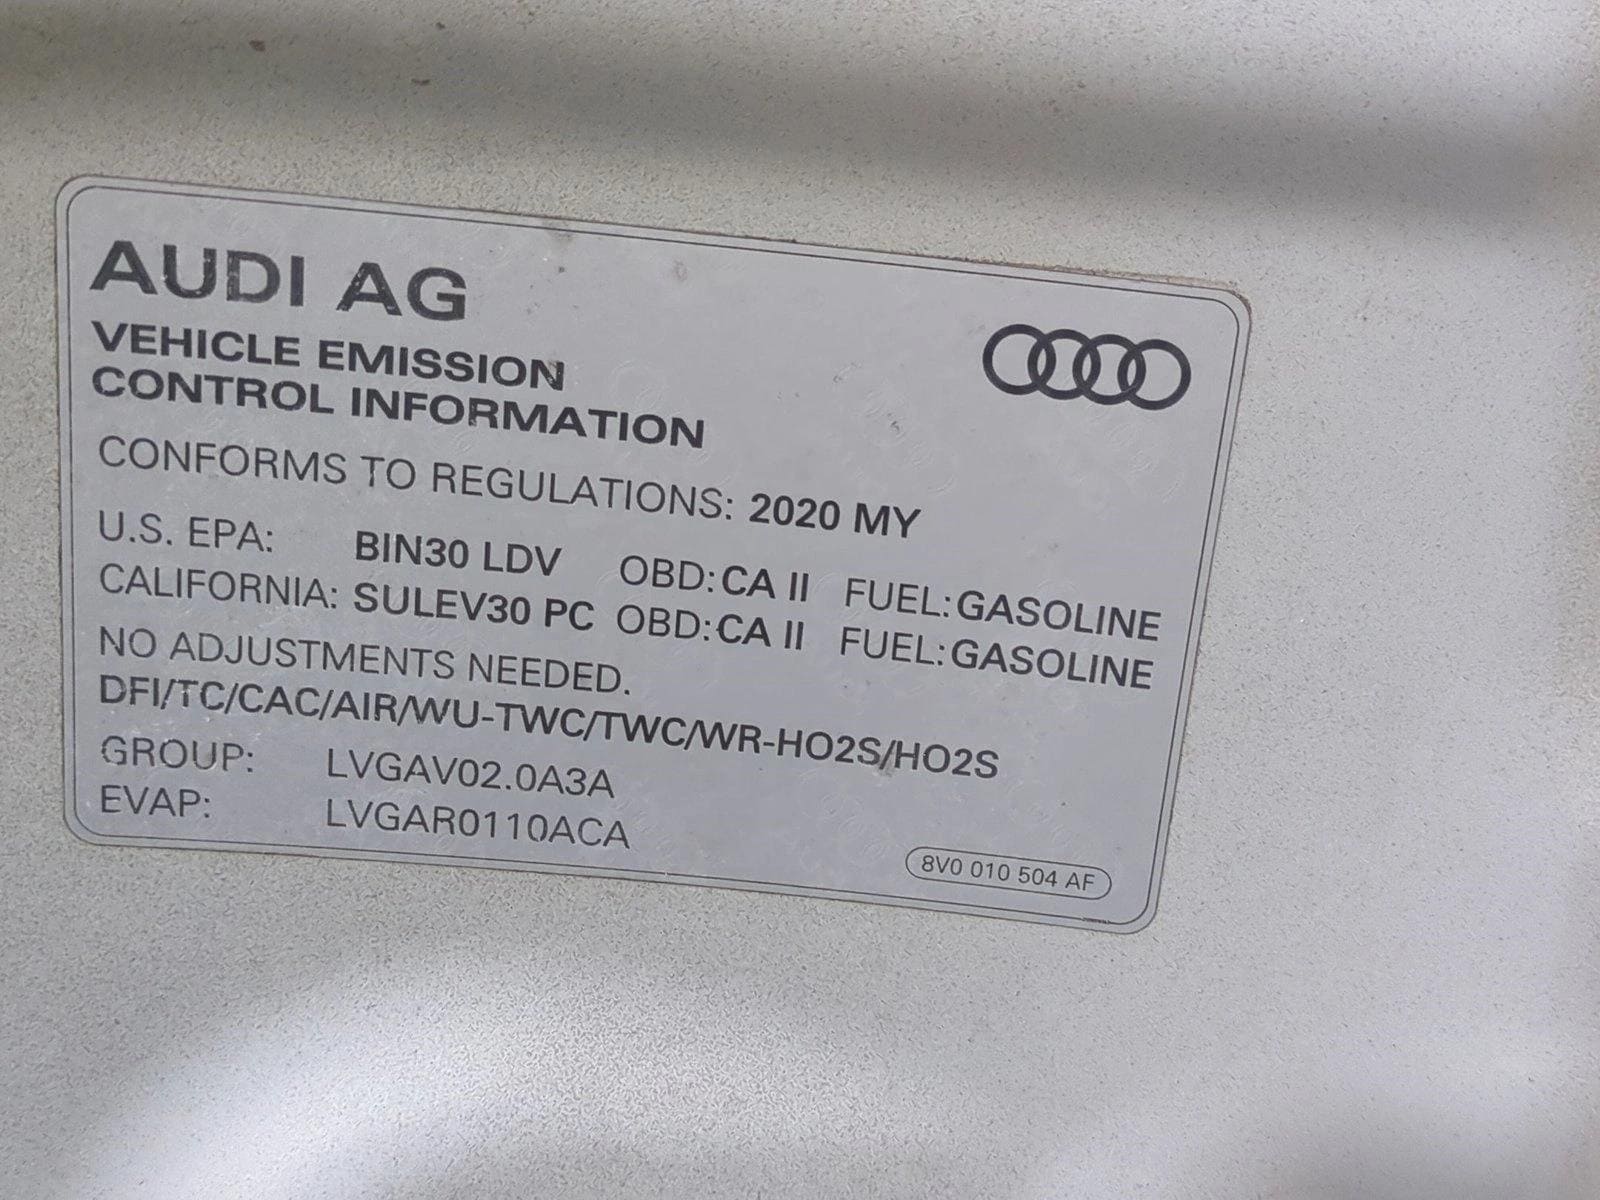 AUDI AG
VEHICLE EMISSION
CONTROL INFORMATION
CONFORMS TO REGULATIONS: 2020 MY
U.S. EPA: BIN30 LDV OBD: CA II FUEL: GASOLINE
CALIFORNIA: SULEV30 PC OBD: CA II FUEL: GASOLINE
NO ADJUSTMENTS NEEDED.
DFI/TC/CAC/AIR/WU-TWC/TWC/WR-HO2S/HO2S
GROUP: LVGAV02.0A3A
EVAP: LVGAR0110ACA
8V0 010 504 AF